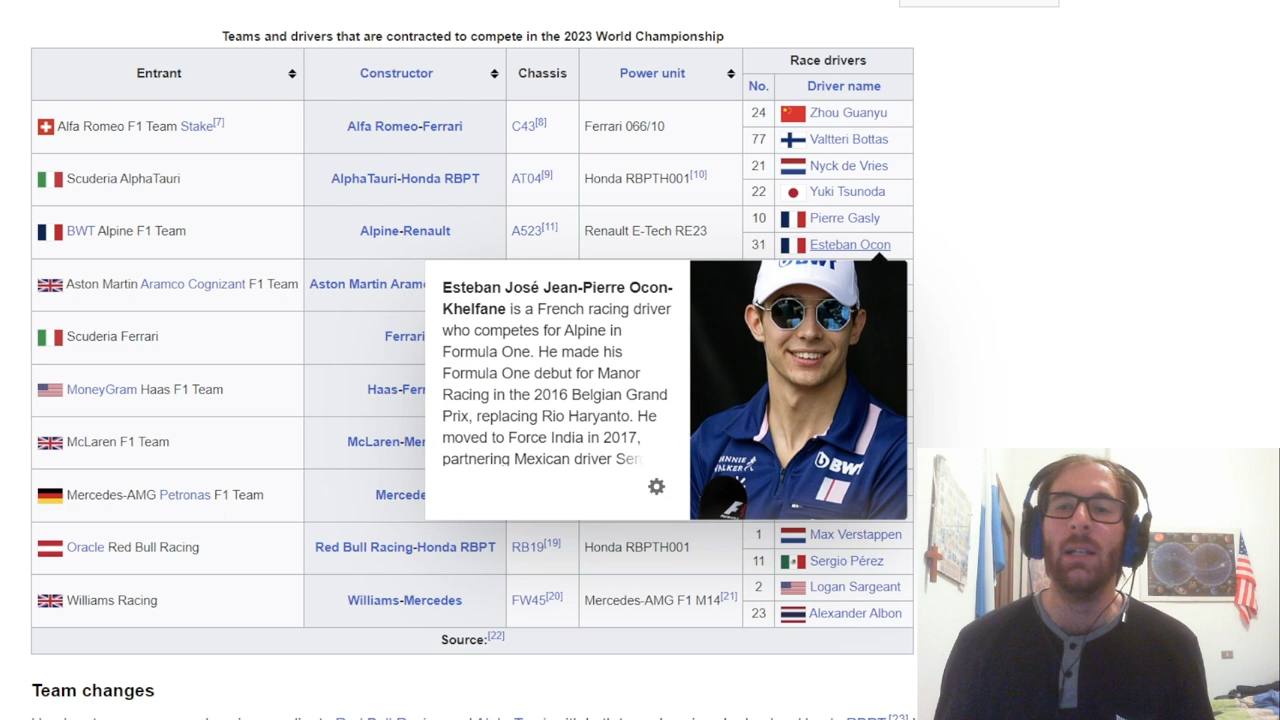 Teams and drivers that are contracted to compete in the 2023 World Championship
Entrant Constructor Chassis Power unit Race drivers
No. Driver name
Alfa Romeo F1 Team Stake[7] Alfa Romeo-Ferrari C43[8] Ferrari 066/10
24 Zhou Guanyu
77 Valtteri Bottas
Scuderia AlphaTauri AlphaTauri-Honda RBPT AT04[9] Honda RBPTH001[10]
21 Nyck de Vries
22 Yuki Tsunoda
BWT Alpine F1 Team Alpine-Renault A523[11] Renault E-Tech RE23
10 Pierre Gasly
31 Esteban Ocon
Aston Martin Aramco Cognizant F1 Team Aston Martin Aram
Scuderia Ferrari Ferrari
MoneyGram Haas F1 Team Haas-Ferr
McLaren F1 Team McLaren-Mer
Mercedes-AMG Petronas F1 Team Mercede
Esteban José Jean-Pierre Ocon-
Khelfane is a French racing driver
who competes for Alpine in
Formula One. He made his
Formula One debut for Manor
Racing in the 2016 Belgian Grand
Prix, replacing Rio Haryanto. He
moved to Force India in 2017,
partnering Mexican driver Ser
BWT
JOHNNIE
WALKER
BWT
Oracle Red Bull Racing Red Bull Racing-Honda RBPT RB19[19] Honda RBPTH001
1 Max Verstappen
11 Sergio Pérez
Williams Racing Williams-Mercedes FW45[20] Mercedes-AMG F1 M14[21]
2 Logan Sargeant
23 Alexander Albon
Source:[22]
Team changes